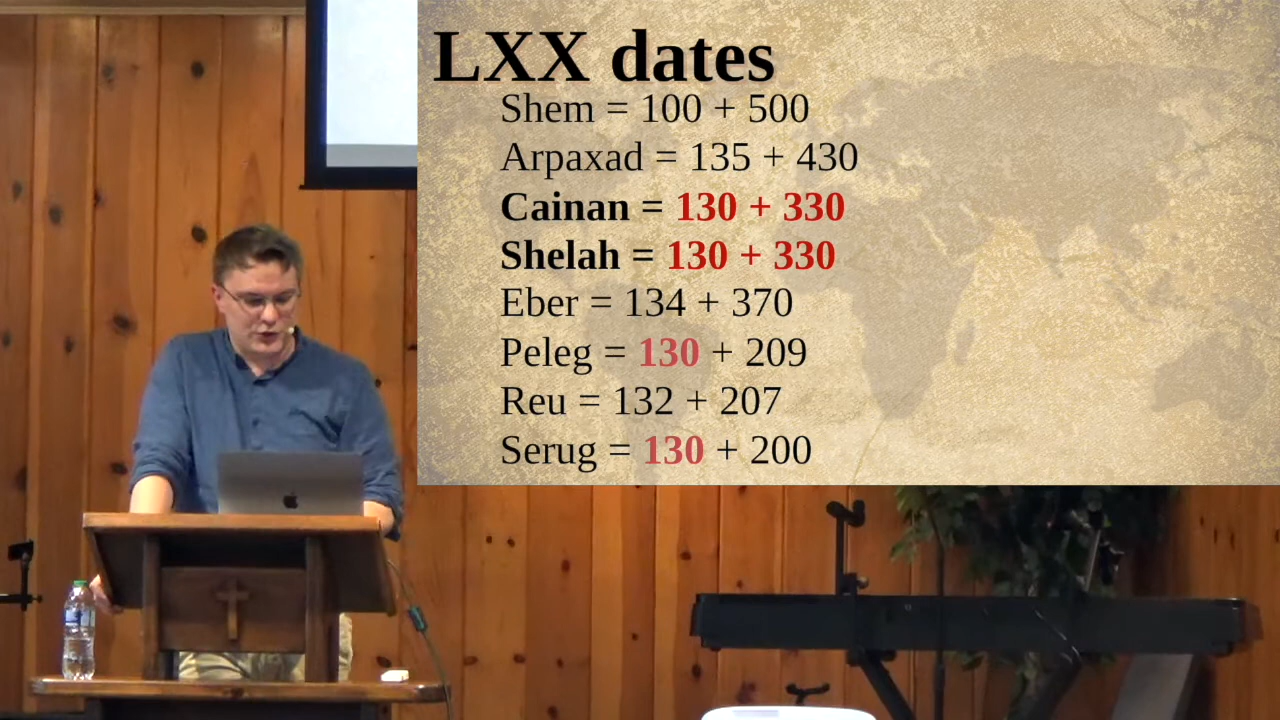 LXX dates
Shem = 100 + 500
Arpaxad = 135 + 430
Cainan = 130 + 330
Shelah = 130 + 330
Eber = 134 + 370
Peleg = 130 + 209
Reu = 132 + 207
Serug = 130 + 200